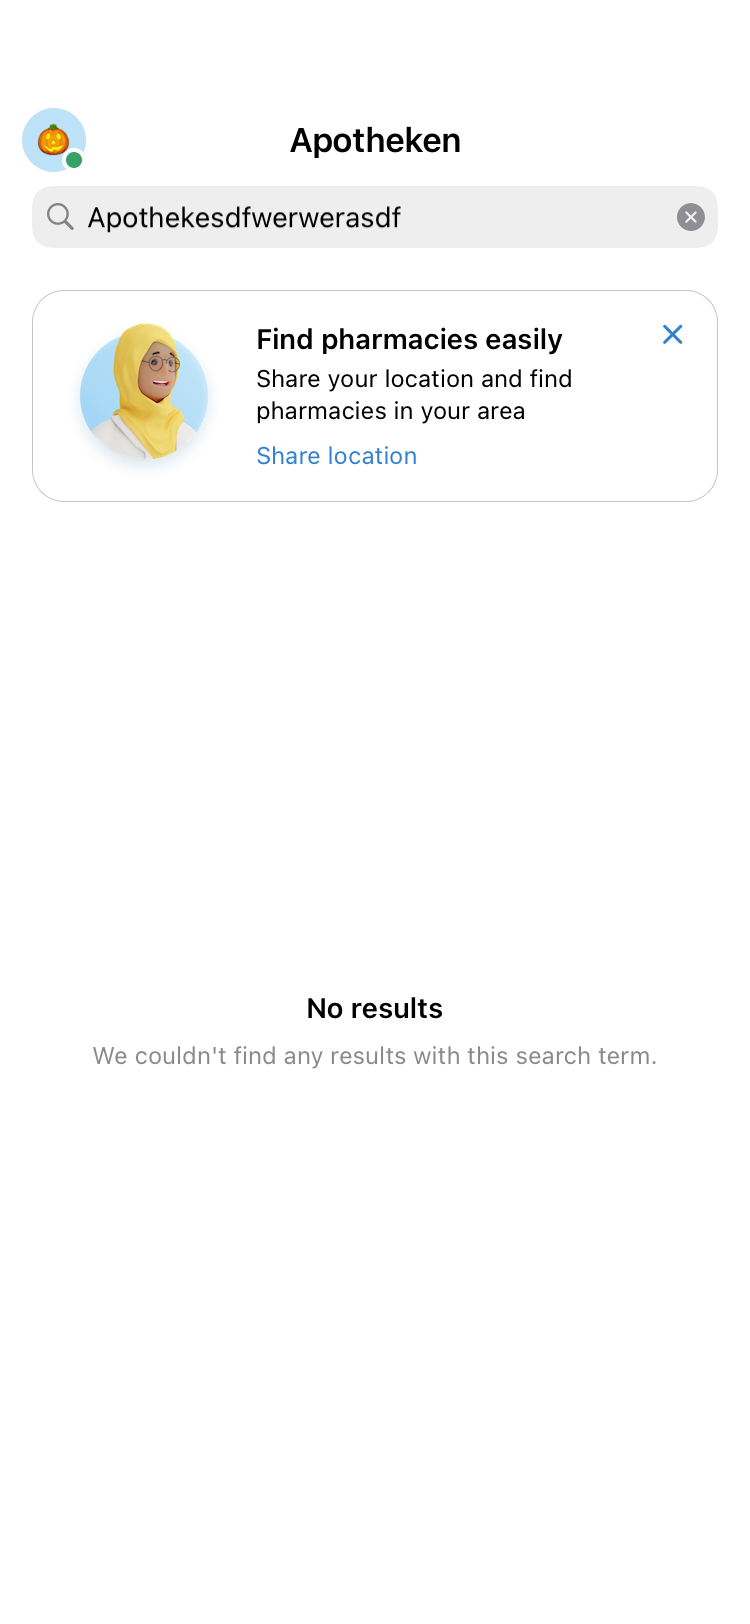 Apotheken
Apothekesdfwerwerasdf
Find pharmacies easily
Share your location and find
pharmacies in your area
Share location
No results
We couldn't find any results with this search term.